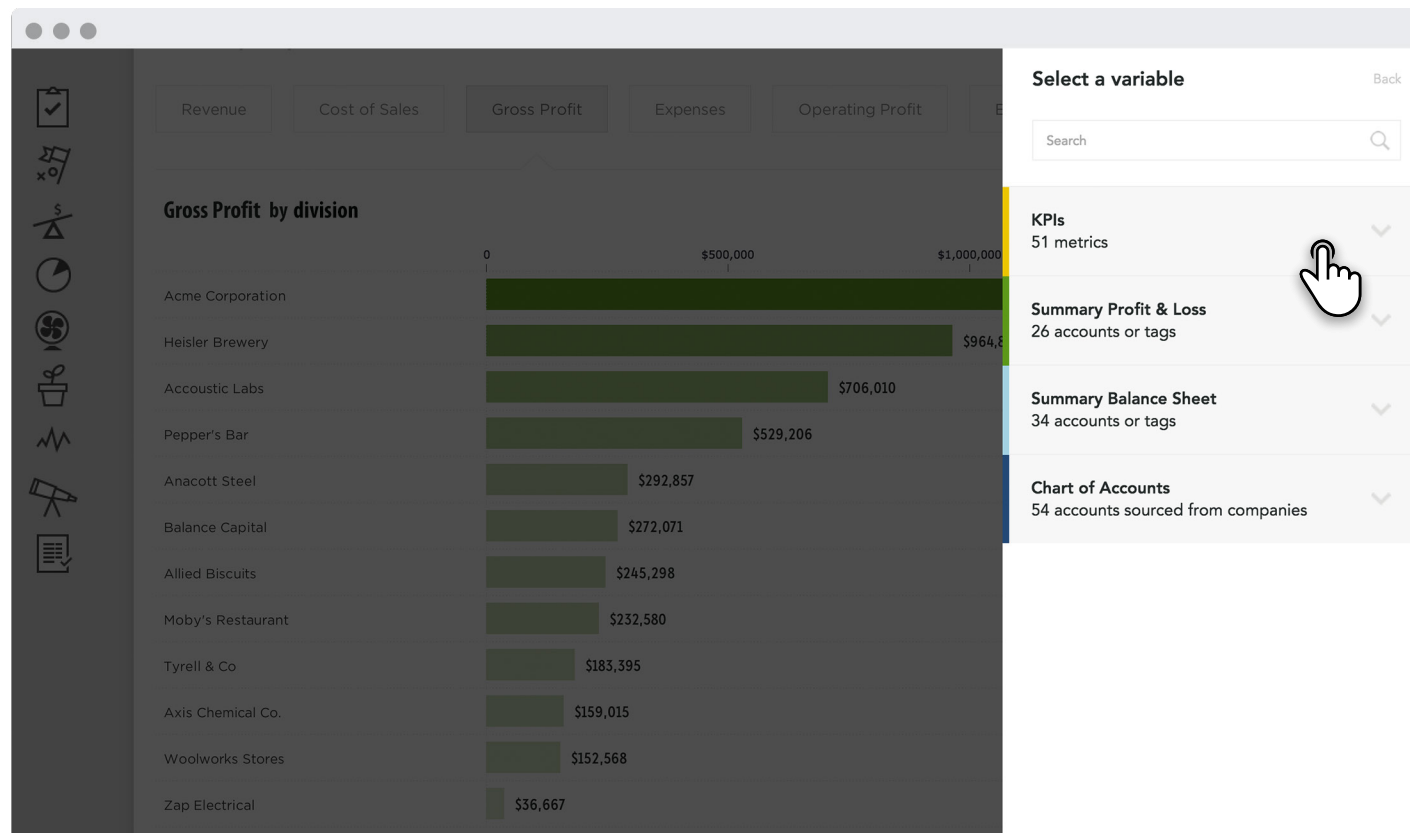 Revenue
Cost of Sales
Gross Profit
Expenses
Operating Profit
Gross Profit by division
0
$500,000
$1,000,000
Acme Corporation
Heisler Brewery
$964,8
Accoustic Labs
$706,010
Pepper's Bar
$529,206
Anacott Steel
$292,857
Balance Capital
$272,071
Allied Biscuits
$245,298
Moby's Restaurant
$232,580
Tyrell & Co
$183,395
Axis Chemical Co.
$159,015
Woolworks Stores
$152,568
Zap Electrical
$36,667
Select a variable
Back
Search
KPIs
51 metrics
Summary Profit & Loss
26 accounts or tags
Summary Balance Sheet
34 accounts or tags
Chart of Accounts
54 accounts sourced from companies
$